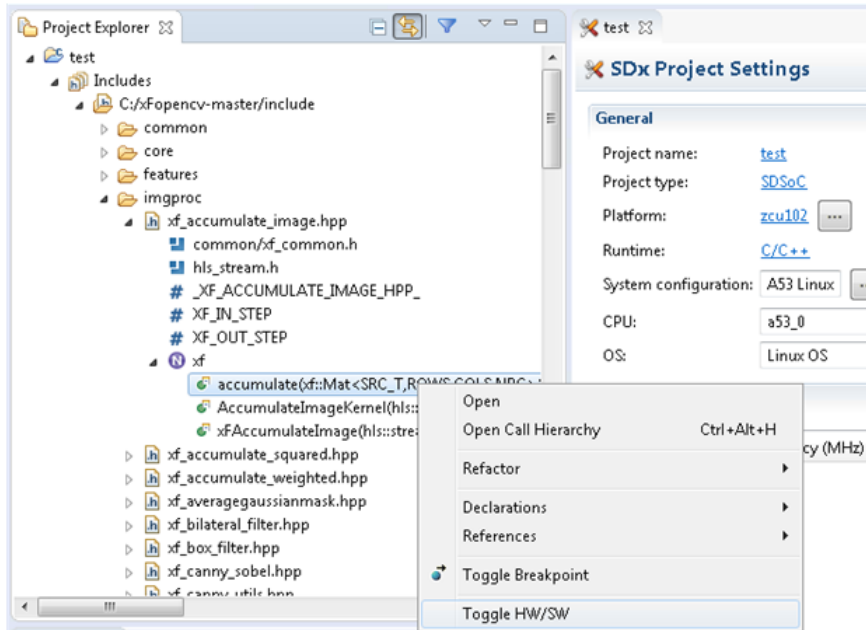 Project Explorer
test
Includes
C:/xFopencv-master/include
common
core
features
imgproc
xf_accumulate_image.hpp
common/xf_common.h
hls_stream.h
# _XF_ACCUMULATE_IMAGE_HPP_
# XF_IN_STEP
# XF_OUT_STEP
N xf
accumulate(xf::Mat<SRC_T,ROWS,COLS,NPC>
AccumulateImageKernel(hls::
xFAccumulateImage(hls::stre
xf_accumulate_squared.hpp
xf_accumulate_weighted.hpp
xf_averagegaussianmask.hpp
xf_bilateral_filter.hpp
xf_box_filter.hpp
xf_canny_sobel.hpp
xf_canny_utils.hpp
test
SDx Project Settings
General
Project name: test
Project type: SDSoC
Platform: zcu102 ...
Runtime: C/C++
System configuration: A53 Linux
CPU: a53_0
OS: Linux OS
cy (MHz)
Open
Open Call Hierarchy Ctrl+Alt+H
Refactor
Declarations
References
Toggle Breakpoint
Toggle HW/SW